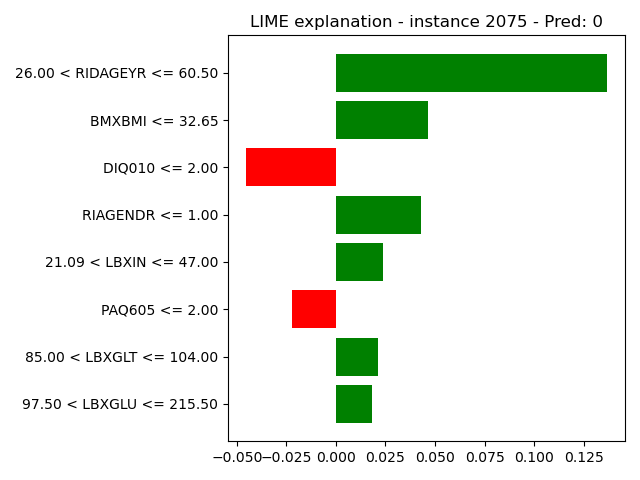 LIME explanation - instance 2075 - Pred: 0
26.00 < RIDAGEYR <= 60.50
BMXBMI <= 32.65
DIQ010 <= 2.00
RIAGENDR <= 1.00
21.09 < LBXIN <= 47.00
PAQ605 <= 2.00
85.00 < LBXGLT <= 104.00
97.50 < LBXGLU <= 215.50
−0.050 −0.025 0.000 0.025 0.050 0.075 0.100 0.125